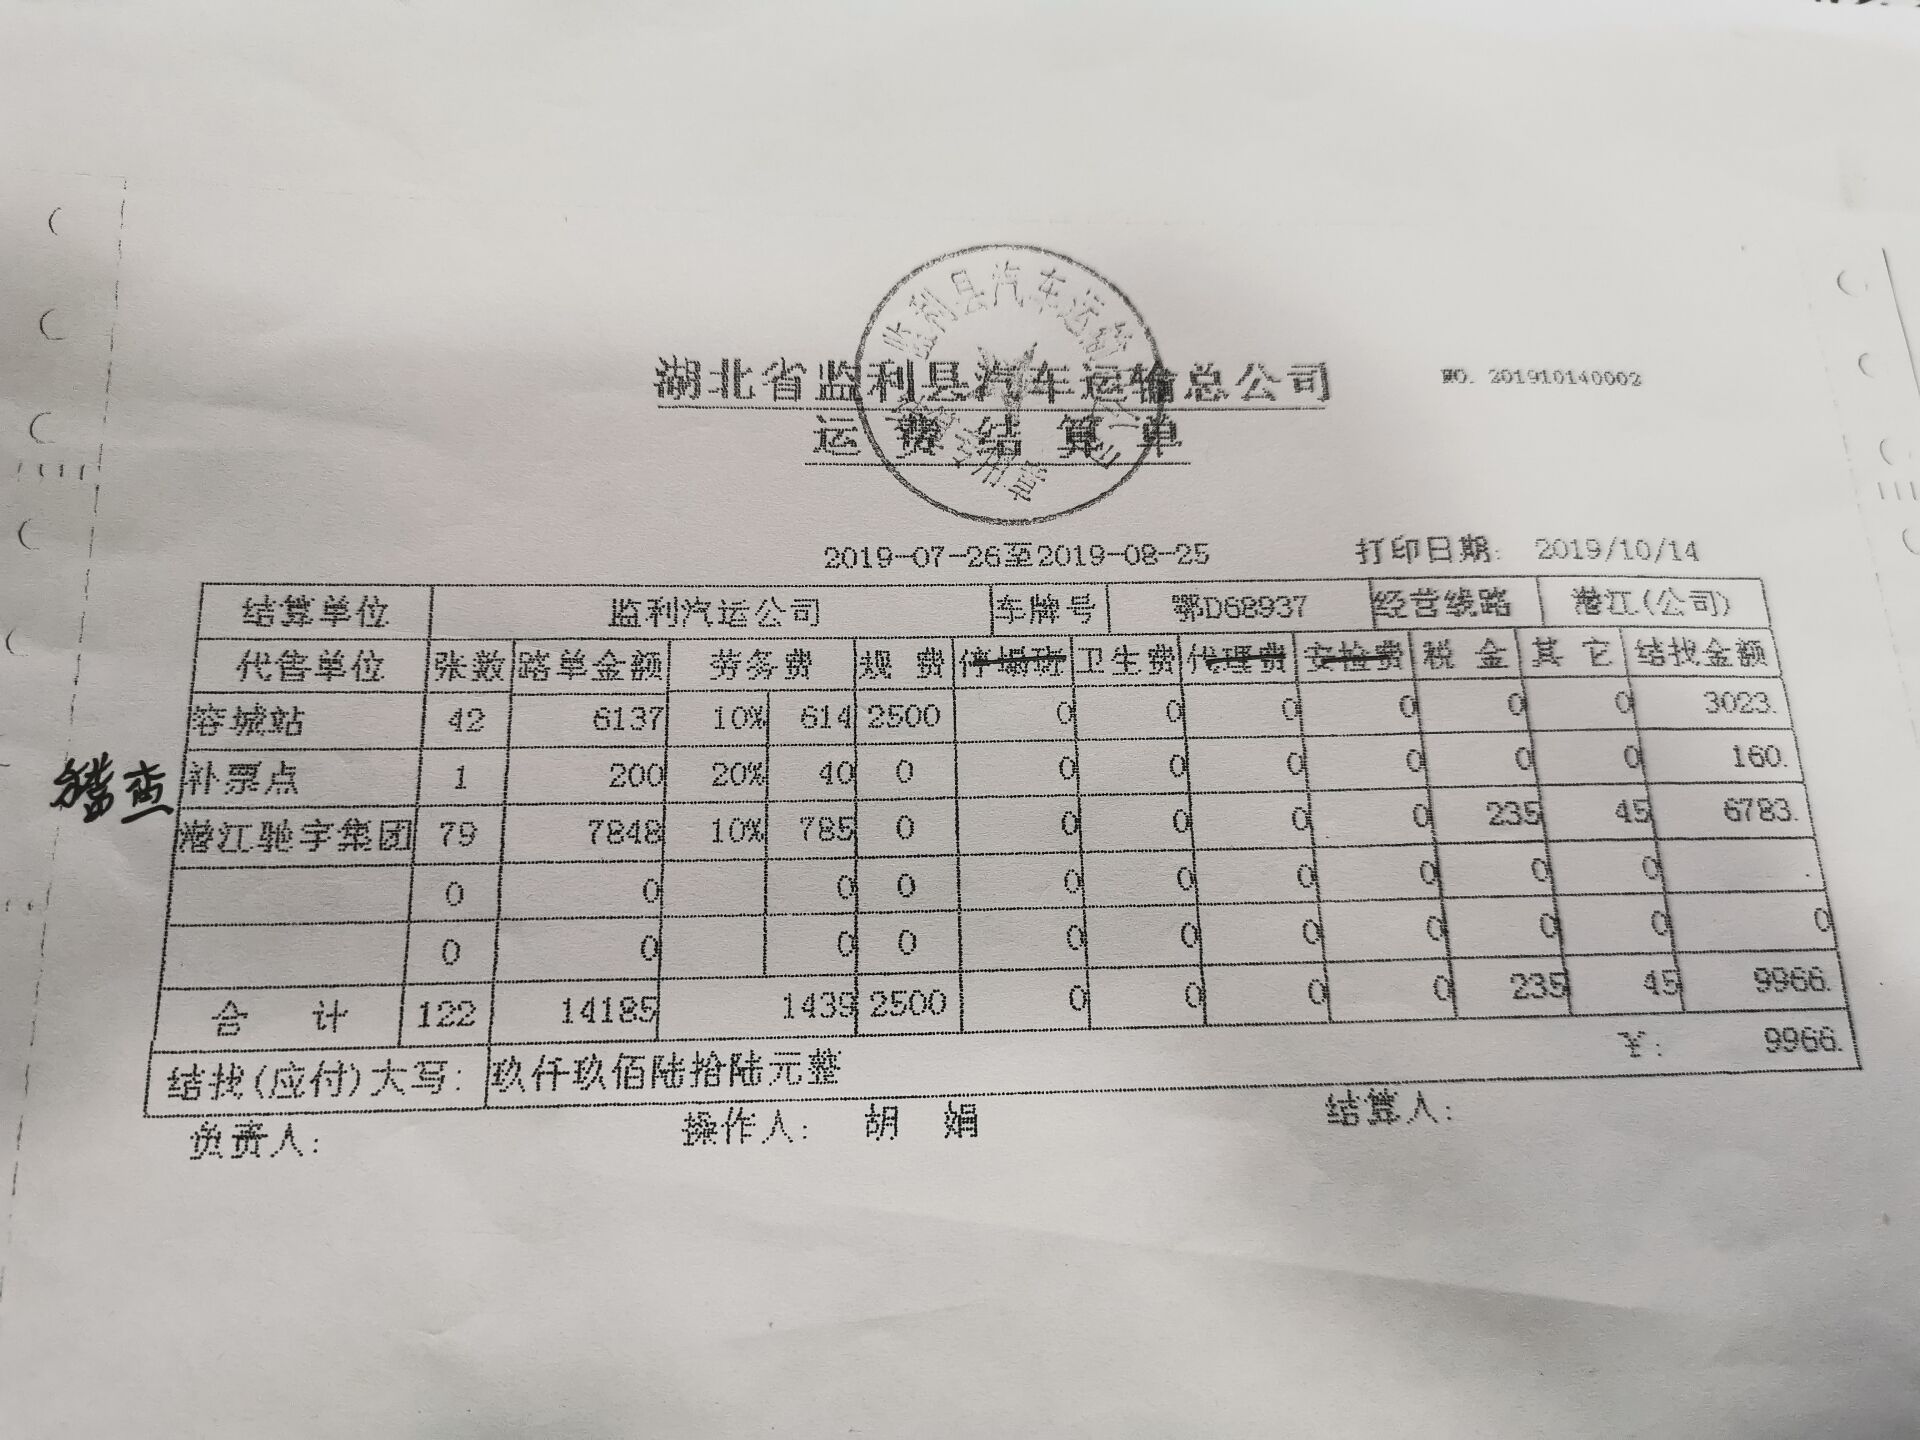 监利县汽车运输
湖北省监利县汽车运输总公司
NO. 201910140002
运费结算单
2019-07-26至2019-08-25
打印日期: 2019/10/14
结算单位 监利汽运公司 车牌号 鄂D68937 经营线路 潜江(公司)
代售单位 张数 路单金额 劳务费 规费 停场班 卫生费 代理费 安检费 税金 其它 结找金额
容城站 42 6137 10% 614 2500 0 0 0 0 0 0 3023.
补票点 1 200 20% 40 0 0 0 0 0 0 0 160.
稽查
潜江驰宇集团 79 7848 10% 785 0 0 0 0 0 235 45 6783.
0 0 0 0 0 0 0 0 0 0 .
0 0 0 0 0 0 0 0 0 0 0
合计 122 14185 1439 2500 0 0 0 0 235 45 9966.
结找(应付)大写: 玖仟玖佰陆拾陆元整 ¥: 9966.
负责人: 操作人: 胡娟 结算人: